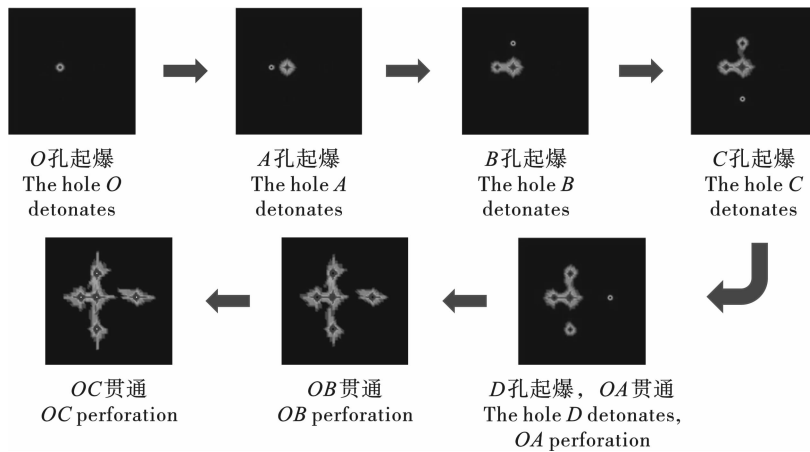 O孔起爆
The hole O
detonates
A孔起爆
The hole A
detonates
B孔起爆
The hole B
detonates
C孔起爆
The hole C
detonates
D孔起爆，OA贯通
The hole D detonates,
OA perforation
OB贯通
OB perforation
OC贯通
OC perforation